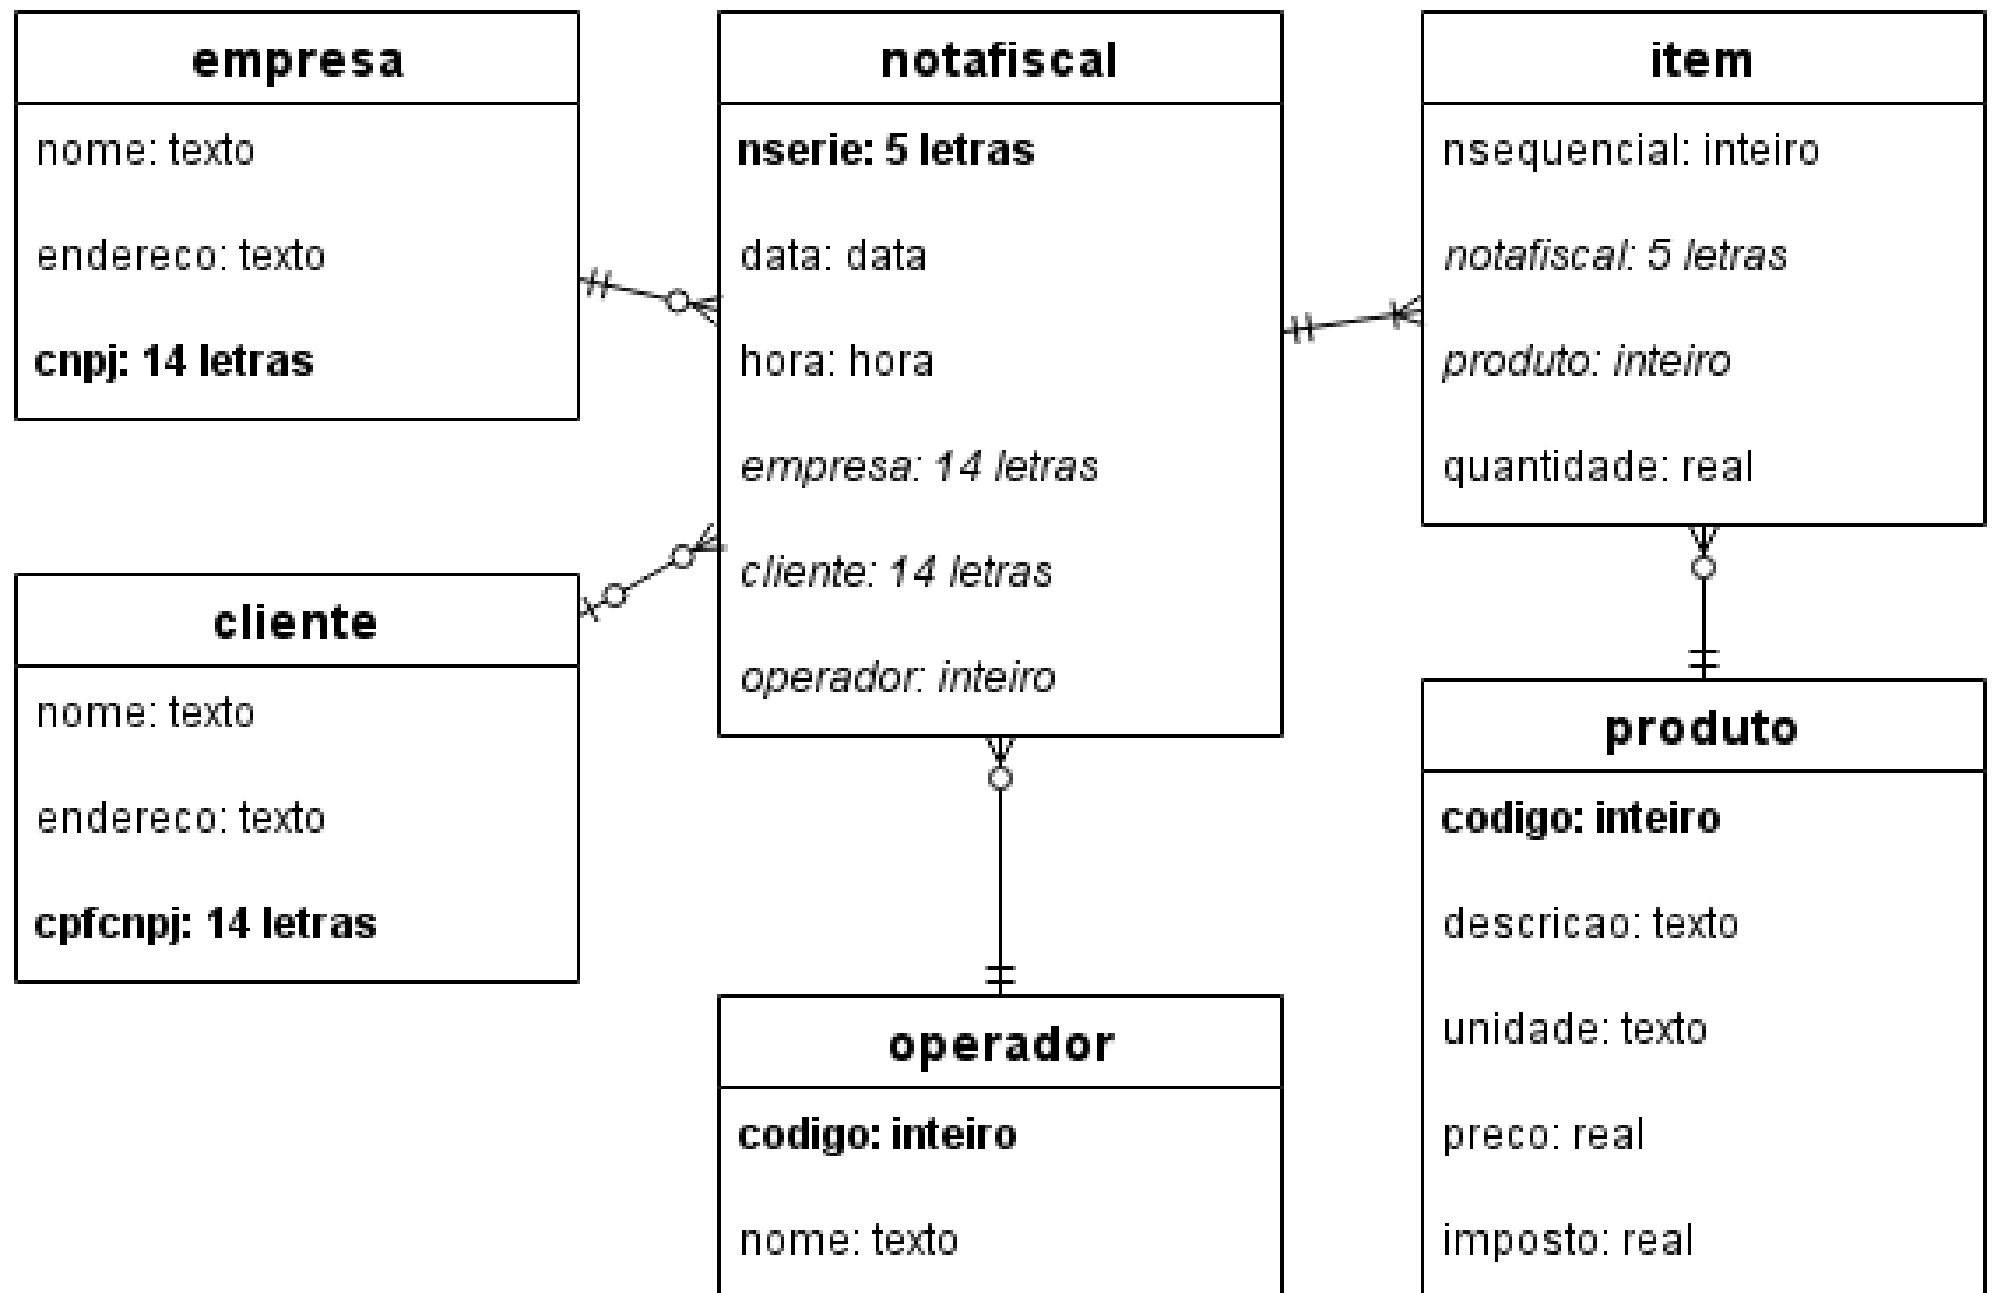 empresa
nome: texto
endereco: texto
cnpj: 14 letras
cliente
nome: texto
endereco: texto
cpfcnpj: 14 letras
notafiscal
nserie: 5 letras
data: data
hora: hora
empresa: 14 letras
cliente: 14 letras
operador: inteiro
operador
codigo: inteiro
nome: texto
item
nsequencial: inteiro
notafiscal: 5 letras
produto: inteiro
quantidade: real
produto
codigo: inteiro
descricao: texto
unidade: texto
preco: real
imposto: real